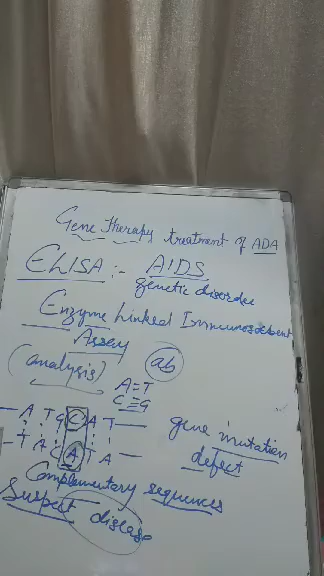 Gene Therapy treatment of ADA
ELISA :- AIDS
genetic disorder
Enzyme Linked Immunosorbent
Assay
(analysis) ab
A=T
C≡G
— A T G C A T —
gene mutation
— T A C A T A —
defect
Complementary sequences
Suspect disease